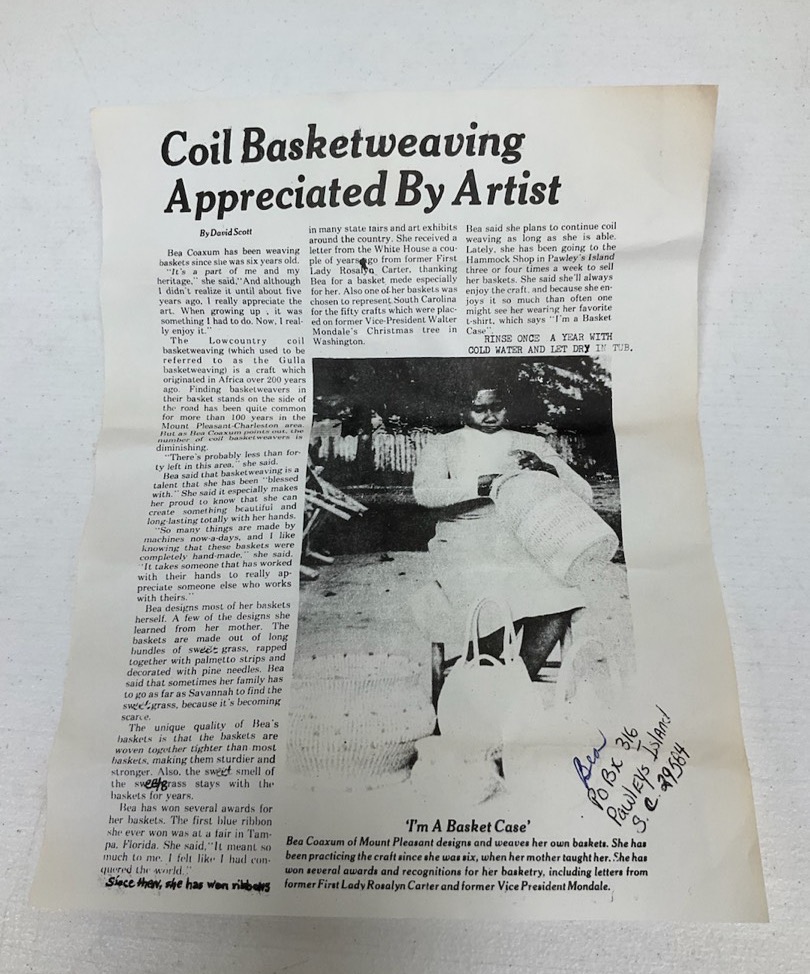 Coil Basketweaving
Appreciated By Artist
By David Scott
Bea Coaxum has been weaving
baskets since she was six years old.
"It's a part of me and my
heritage," she said,"And although
I didn't realize it until about five
years ago, I really appreciate the
art. When growing up , it was
something I had to do. Now, I real-
ly enjoy it."
The Lowcountry coil
basketweaving (which used to be
referred to as the Gulla
basketweaving) is a craft which
originated in Africa over 200 years
ago. Finding basketweavers in
their basket stands on the side of
the road has been quite common
for more than 100 years in the
Mount Pleasant-Charleston area.
But as Bea Coaxum points out, the
number of coil basketweavers is
diminishing.
"There's probably less than for-
ty left in this area," she said.
Bea said that basketweaving is a
talent that she has been "blessed
with." She said it especially makes
her proud to know that she can
create something beautiful and
long-lasting totally with her hands.
"So many things are made by
machines now-a-days, and I like
knowing that these baskets were
completely hand-made," she said.
"It takes someone that has worked
with their hands to really ap-
preciate someone else who works
with theirs."
Bea designs most of her baskets
herself. A few of the designs she
learned from her mother. The
baskets are made out of long
bundles of sweet grass, rapped
together with palmetto strips and
decorated with pine needles. Bea
said that sometimes her family has
to go as far as Savannah to find the
sweetgrass, because it's becoming
scarce.
The unique quality of Bea's
baskets is that the baskets are
woven together tighter than most
baskets, making them sturdier and
stronger. Also, the sweet smell of
the sweetgrass stays with the
baskets for years.
Bea has won several awards for
her baskets. The first blue ribbon
she ever won was at a fair in Tam-
pa, Florida. She said,"It meant so
much to me. I felt like I had con-
quered the world."
Since then, she has won ribbons
in many state fairs and art exhibits
around the country. She received a
letter from the White House a cou-
ple of years ago from former First
Lady Rosalyn Carter, thanking
Bea for a basket mede especially
for her. Also one of her baskets was
chosen to represent South Carolina
for the fifty crafts which were plac-
ed on former Vice-President Walter
Mondale's Christmas tree in
Washington.
Bea said she plans to continue coil
weaving as long as she is able.
Lately, she has been going to the
Hammock Shop in Pawley's Island
three or four times a week to sell
her baskets. She said she'll always
enjoy the craft, and because she en-
joys it so much than often one
might see her wearing her favorite
t-shirt, which says "I'm a Basket
Case".
RINSE ONCE A YEAR WITH
COLD WATER AND LET DRY IN TUB.
Bea
PO BX 316
Pawleys Island
S. C. 29584
'I'm A Basket Case'
Bea Coaxum of Mount Pleasant designs and weaves her own baskets. She has
been practicing the craft since she was six, when her mother taught her. She has
won several awards and recognitions for her basketry, including letters from
former First Lady Rosalyn Carter and former Vice President Mondale.